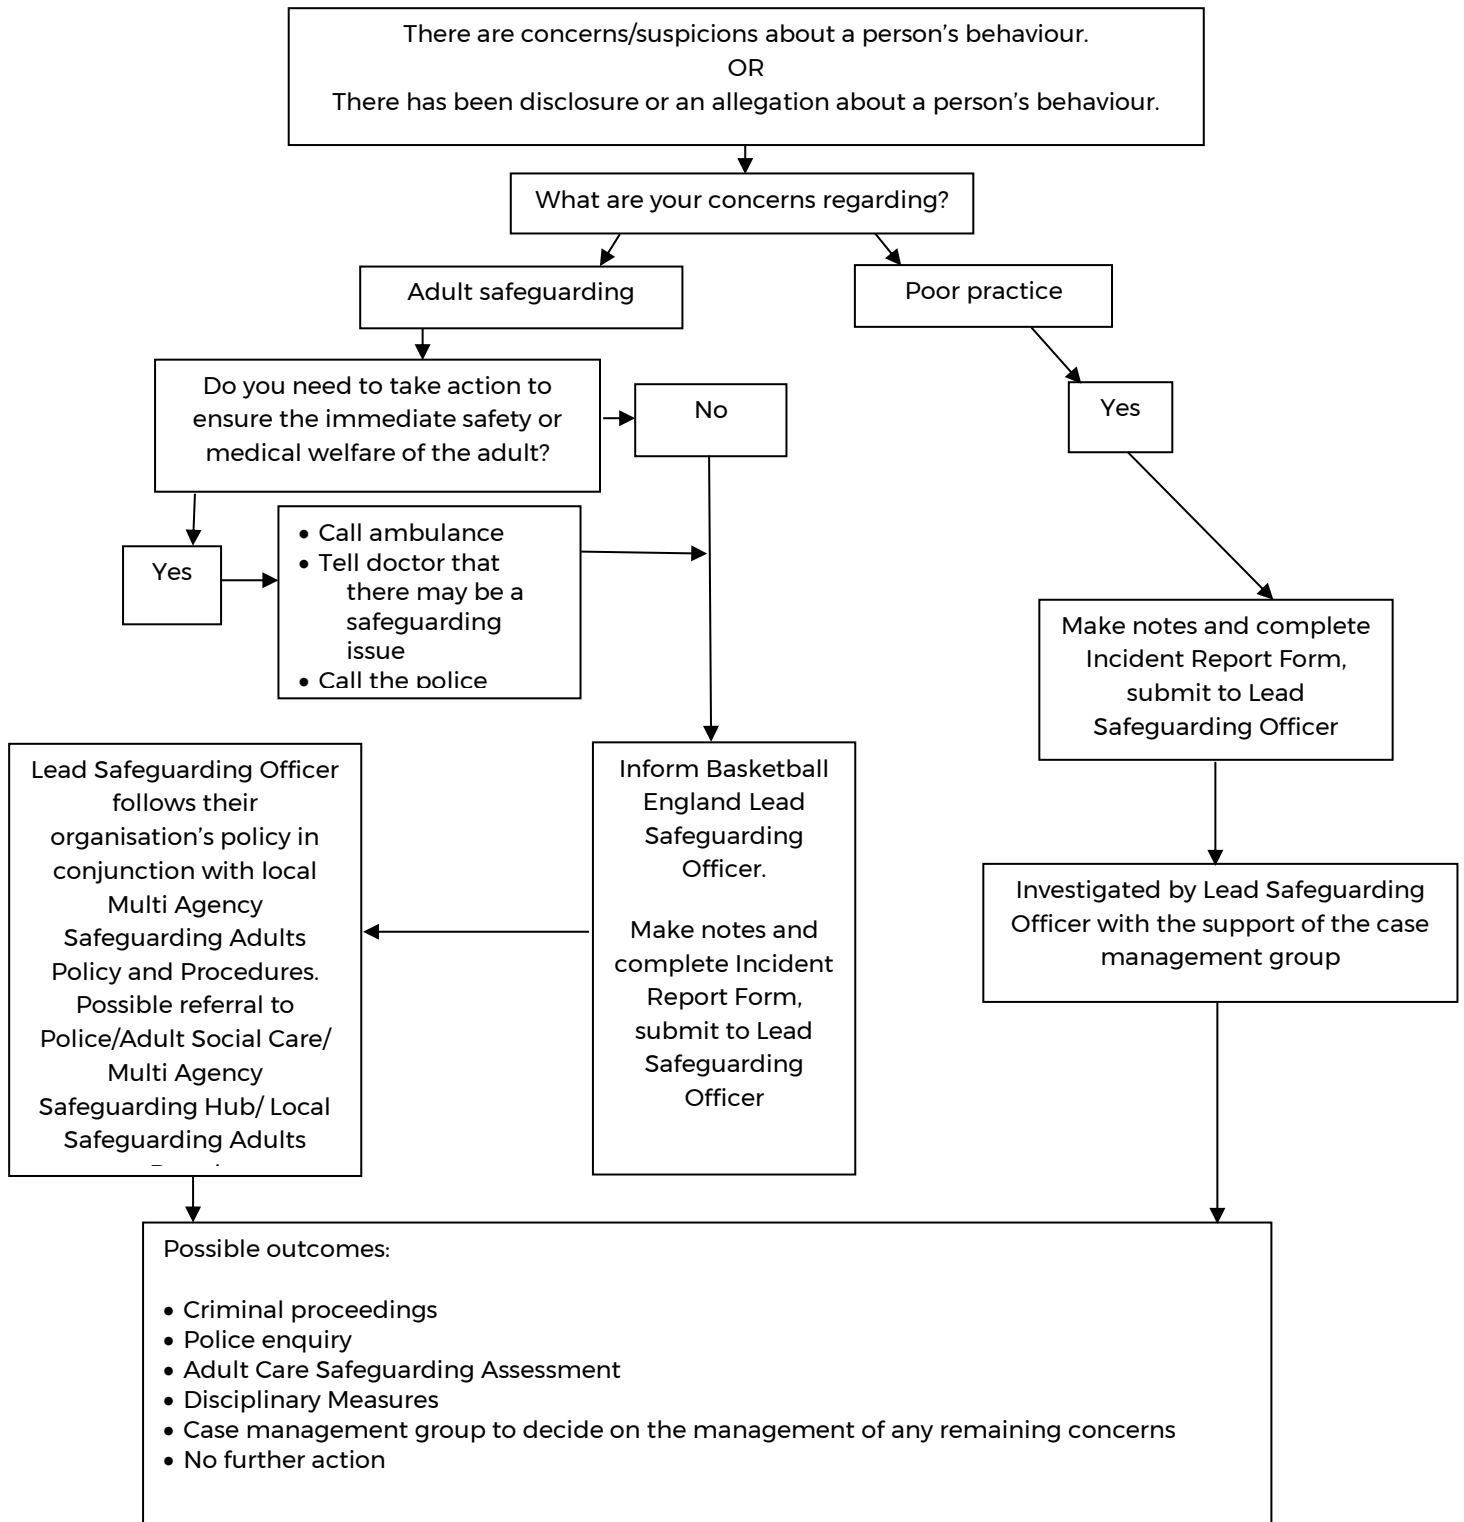 There are concerns/suspicions about a person’s behaviour.
OR
There has been disclosure or an allegation about a person’s behaviour.
What are your concerns regarding?
Adult safeguarding
Poor practice
Do you need to take action to
ensure the immediate safety or
medical welfare of the adult?
No
Yes
Yes
• Call ambulance
• Tell doctor that
there may be a
safeguarding
issue
• Call the police
Make notes and complete
Incident Report Form,
submit to Lead
Safeguarding Officer
Lead Safeguarding Officer
follows their
organisation’s policy in
conjunction with local
Multi Agency
Safeguarding Adults
Policy and Procedures.
Possible referral to
Police/Adult Social Care/
Multi Agency
Safeguarding Hub/ Local
Safeguarding Adults
Inform Basketball
England Lead
Safeguarding
Officer.
Make notes and
complete Incident
Report Form,
submit to Lead
Safeguarding
Officer
Investigated by Lead Safeguarding
Officer with the support of the case
management group
Possible outcomes:
• Criminal proceedings
• Police enquiry
• Adult Care Safeguarding Assessment
• Disciplinary Measures
• Case management group to decide on the management of any remaining concerns
• No further action